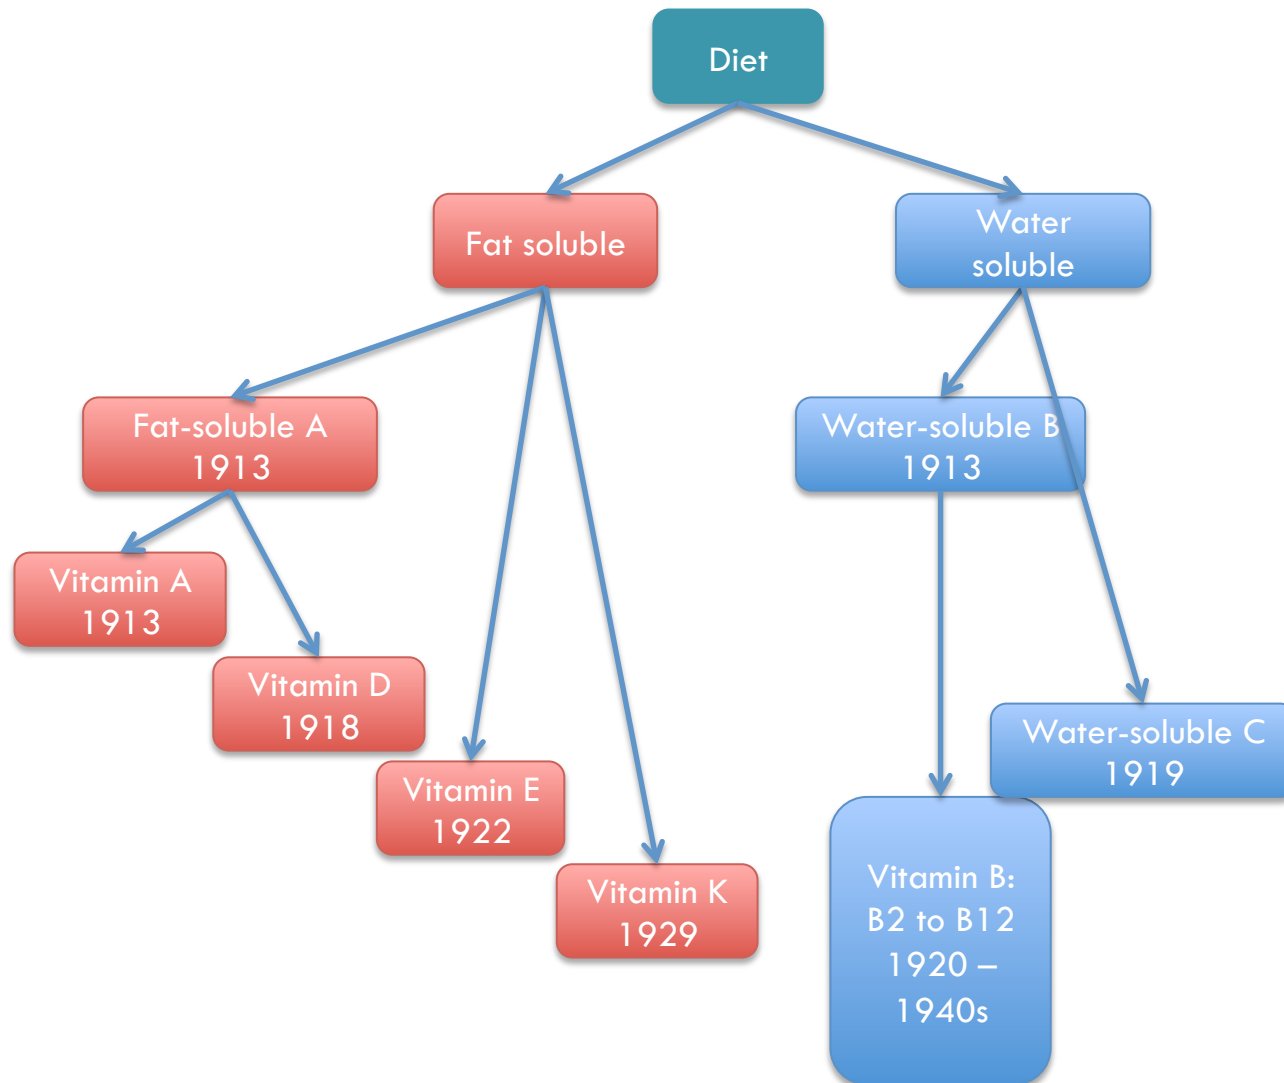 Diet
Fat soluble
Water
soluble
Fat-soluble A
1913
Water-soluble B
1913
Vitamin A
1913
Vitamin D
1918
Water-soluble C
1919
Vitamin E
1922
Vitamin K
1929
Vitamin B:
B2 to B12
1920 –
1940s